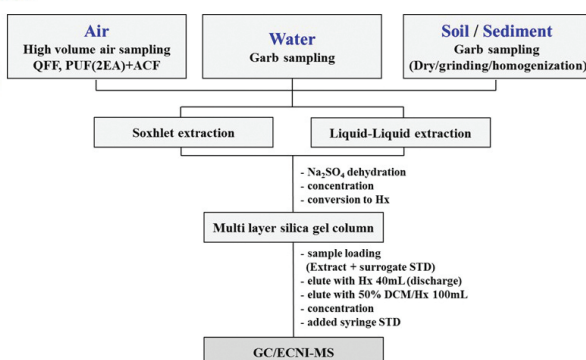 Air
High volume air sampling
QFF, PUF(2EA)+ACF
Water
Garb sampling
Soil / Sediment
Garb sampling
(Dry/grinding/homogenization)
Soxhlet extraction
Liquid-Liquid extraction
- Na₂SO₄ dehydration
- concentration
- conversion to Hx
Multi layer silica gel column
- sample loading
(Extract + surrogate STD)
- elute with Hx 40mL (discharge)
- elute with 50% DCM/Hx 100mL
- concentration
- added syringe STD
GC/ECNI-MS